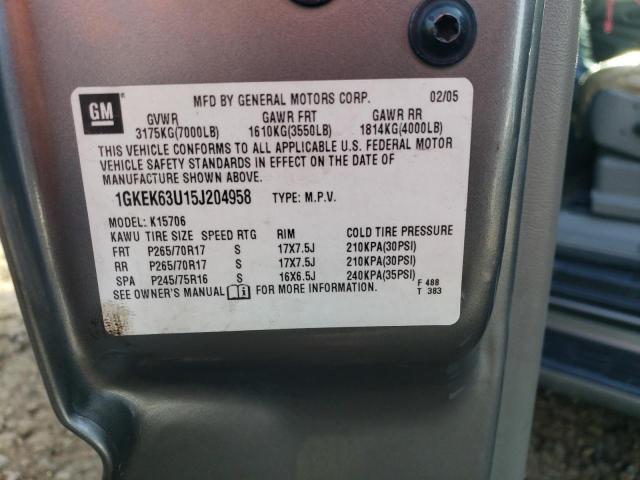 GM
MFD BY GENERAL MOTORS CORP. 02/05
GVWR GAWR FRT GAWR RR
3175KG(7000LB) 1610KG(3550LB) 1814KG(4000LB)
THIS VEHICLE CONFORMS TO ALL APPLICABLE U.S. FEDERAL MOTOR
VEHICLE SAFETY STANDARDS IN EFFECT ON THE DATE OF
MANUFACTURE SHOWN ABOVE.
1GKEK63U15J204958 TYPE: M.P.V.
MODEL: K15706
KAWU TIRE SIZE SPEED RTG RIM COLD TIRE PRESSURE
FRT P265/70R17 S 17X7.5J 210KPA(30PSI)
RR P265/70R17 S 17X7.5J 210KPA(30PSI)
SPA P245/75R16 S 16X6.5J 240KPA(35PSI)
SEE OWNER'S MANUAL FOR MORE INFORMATION.
F 488
T 383